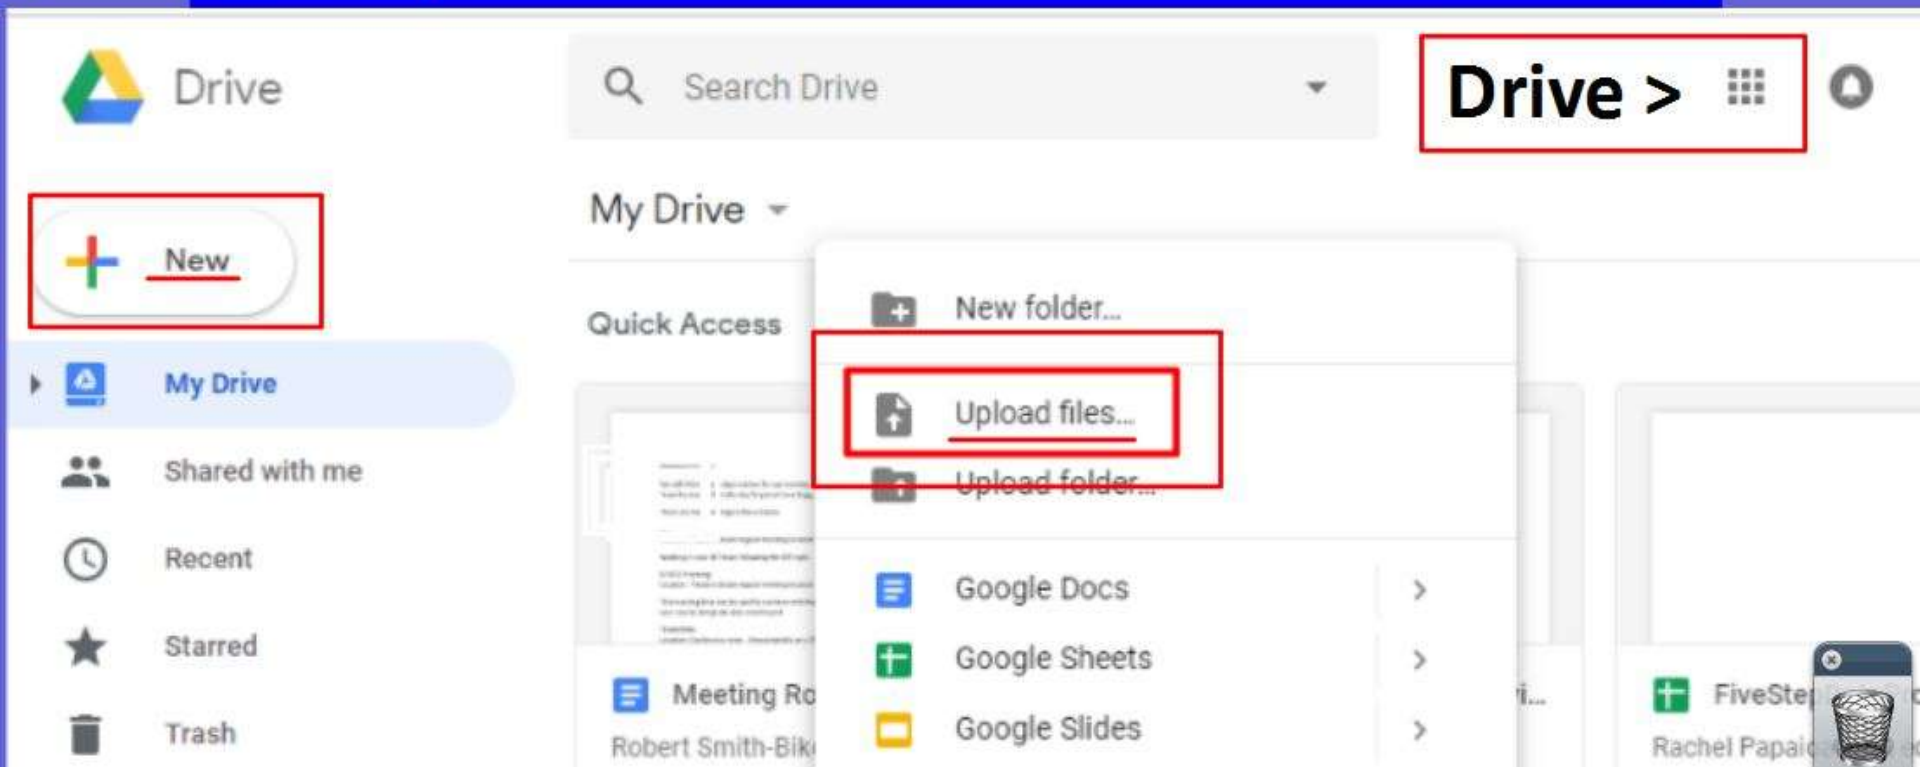 Drive
Search Drive
Drive >
New
My Drive
Quick Access
New folder...
My Drive
Upload files...
Shared with me
Upload folder...
Recent
Google Docs
Starred
Google Sheets
Meeting Ro
i...
FiveStep
Trash
Google Slides
Robert Smith-Bik
Rachel